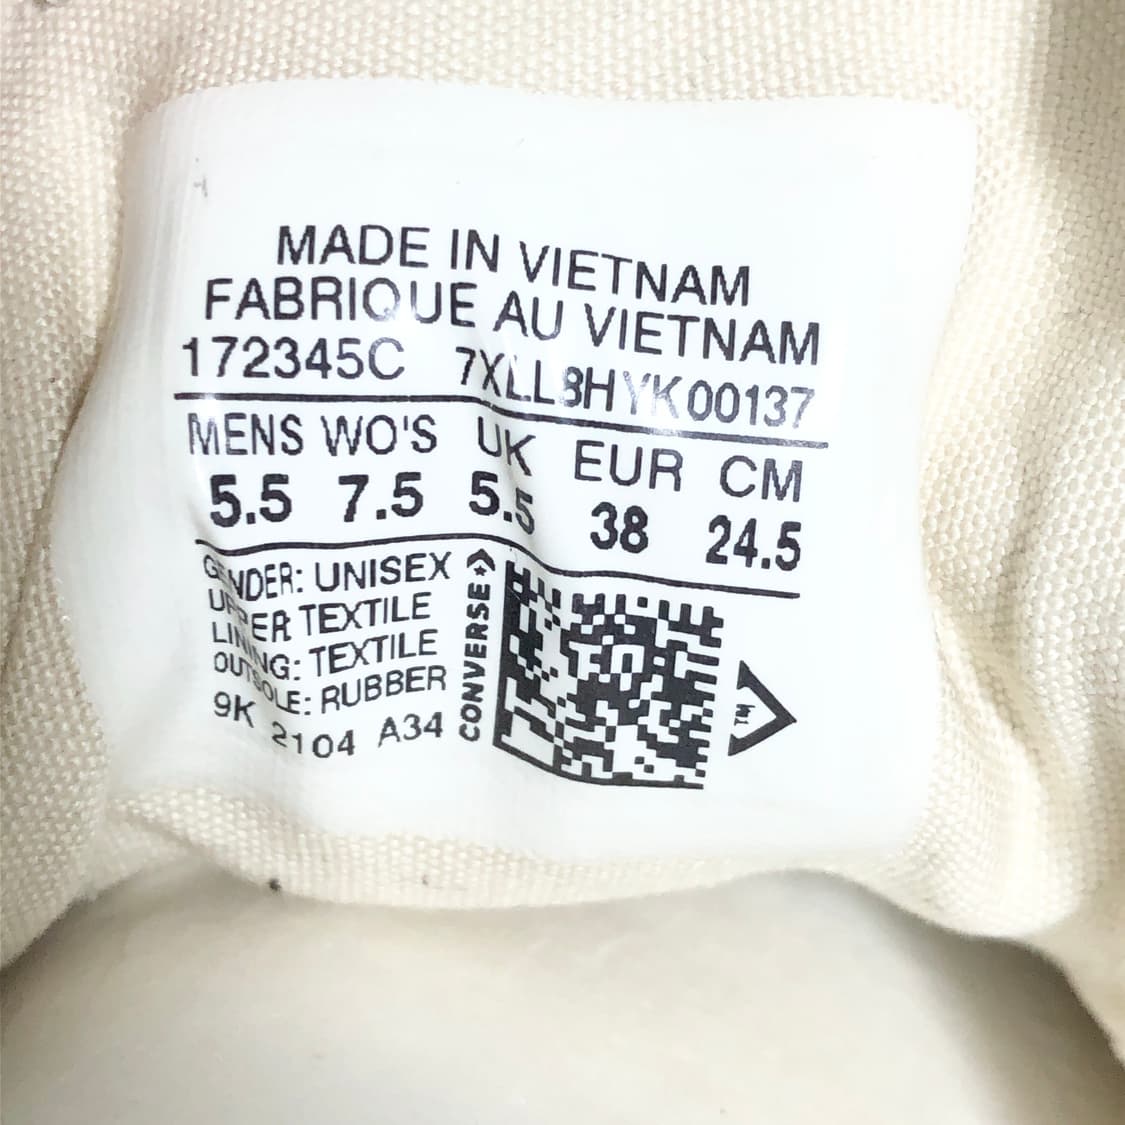 MADE IN VIETNAM
FABRIQUE AU VIETNAM
172345C 7XLL8HYK00137
MENS WO'S UK EUR CM
5.5 7.5 5.5 38 24.5
GENDER: UNISEX
UPPER TEXTILE
LINING: TEXTILE
OUTSOLE: RUBBER
9K 2104 A34
CONVERSE
TM